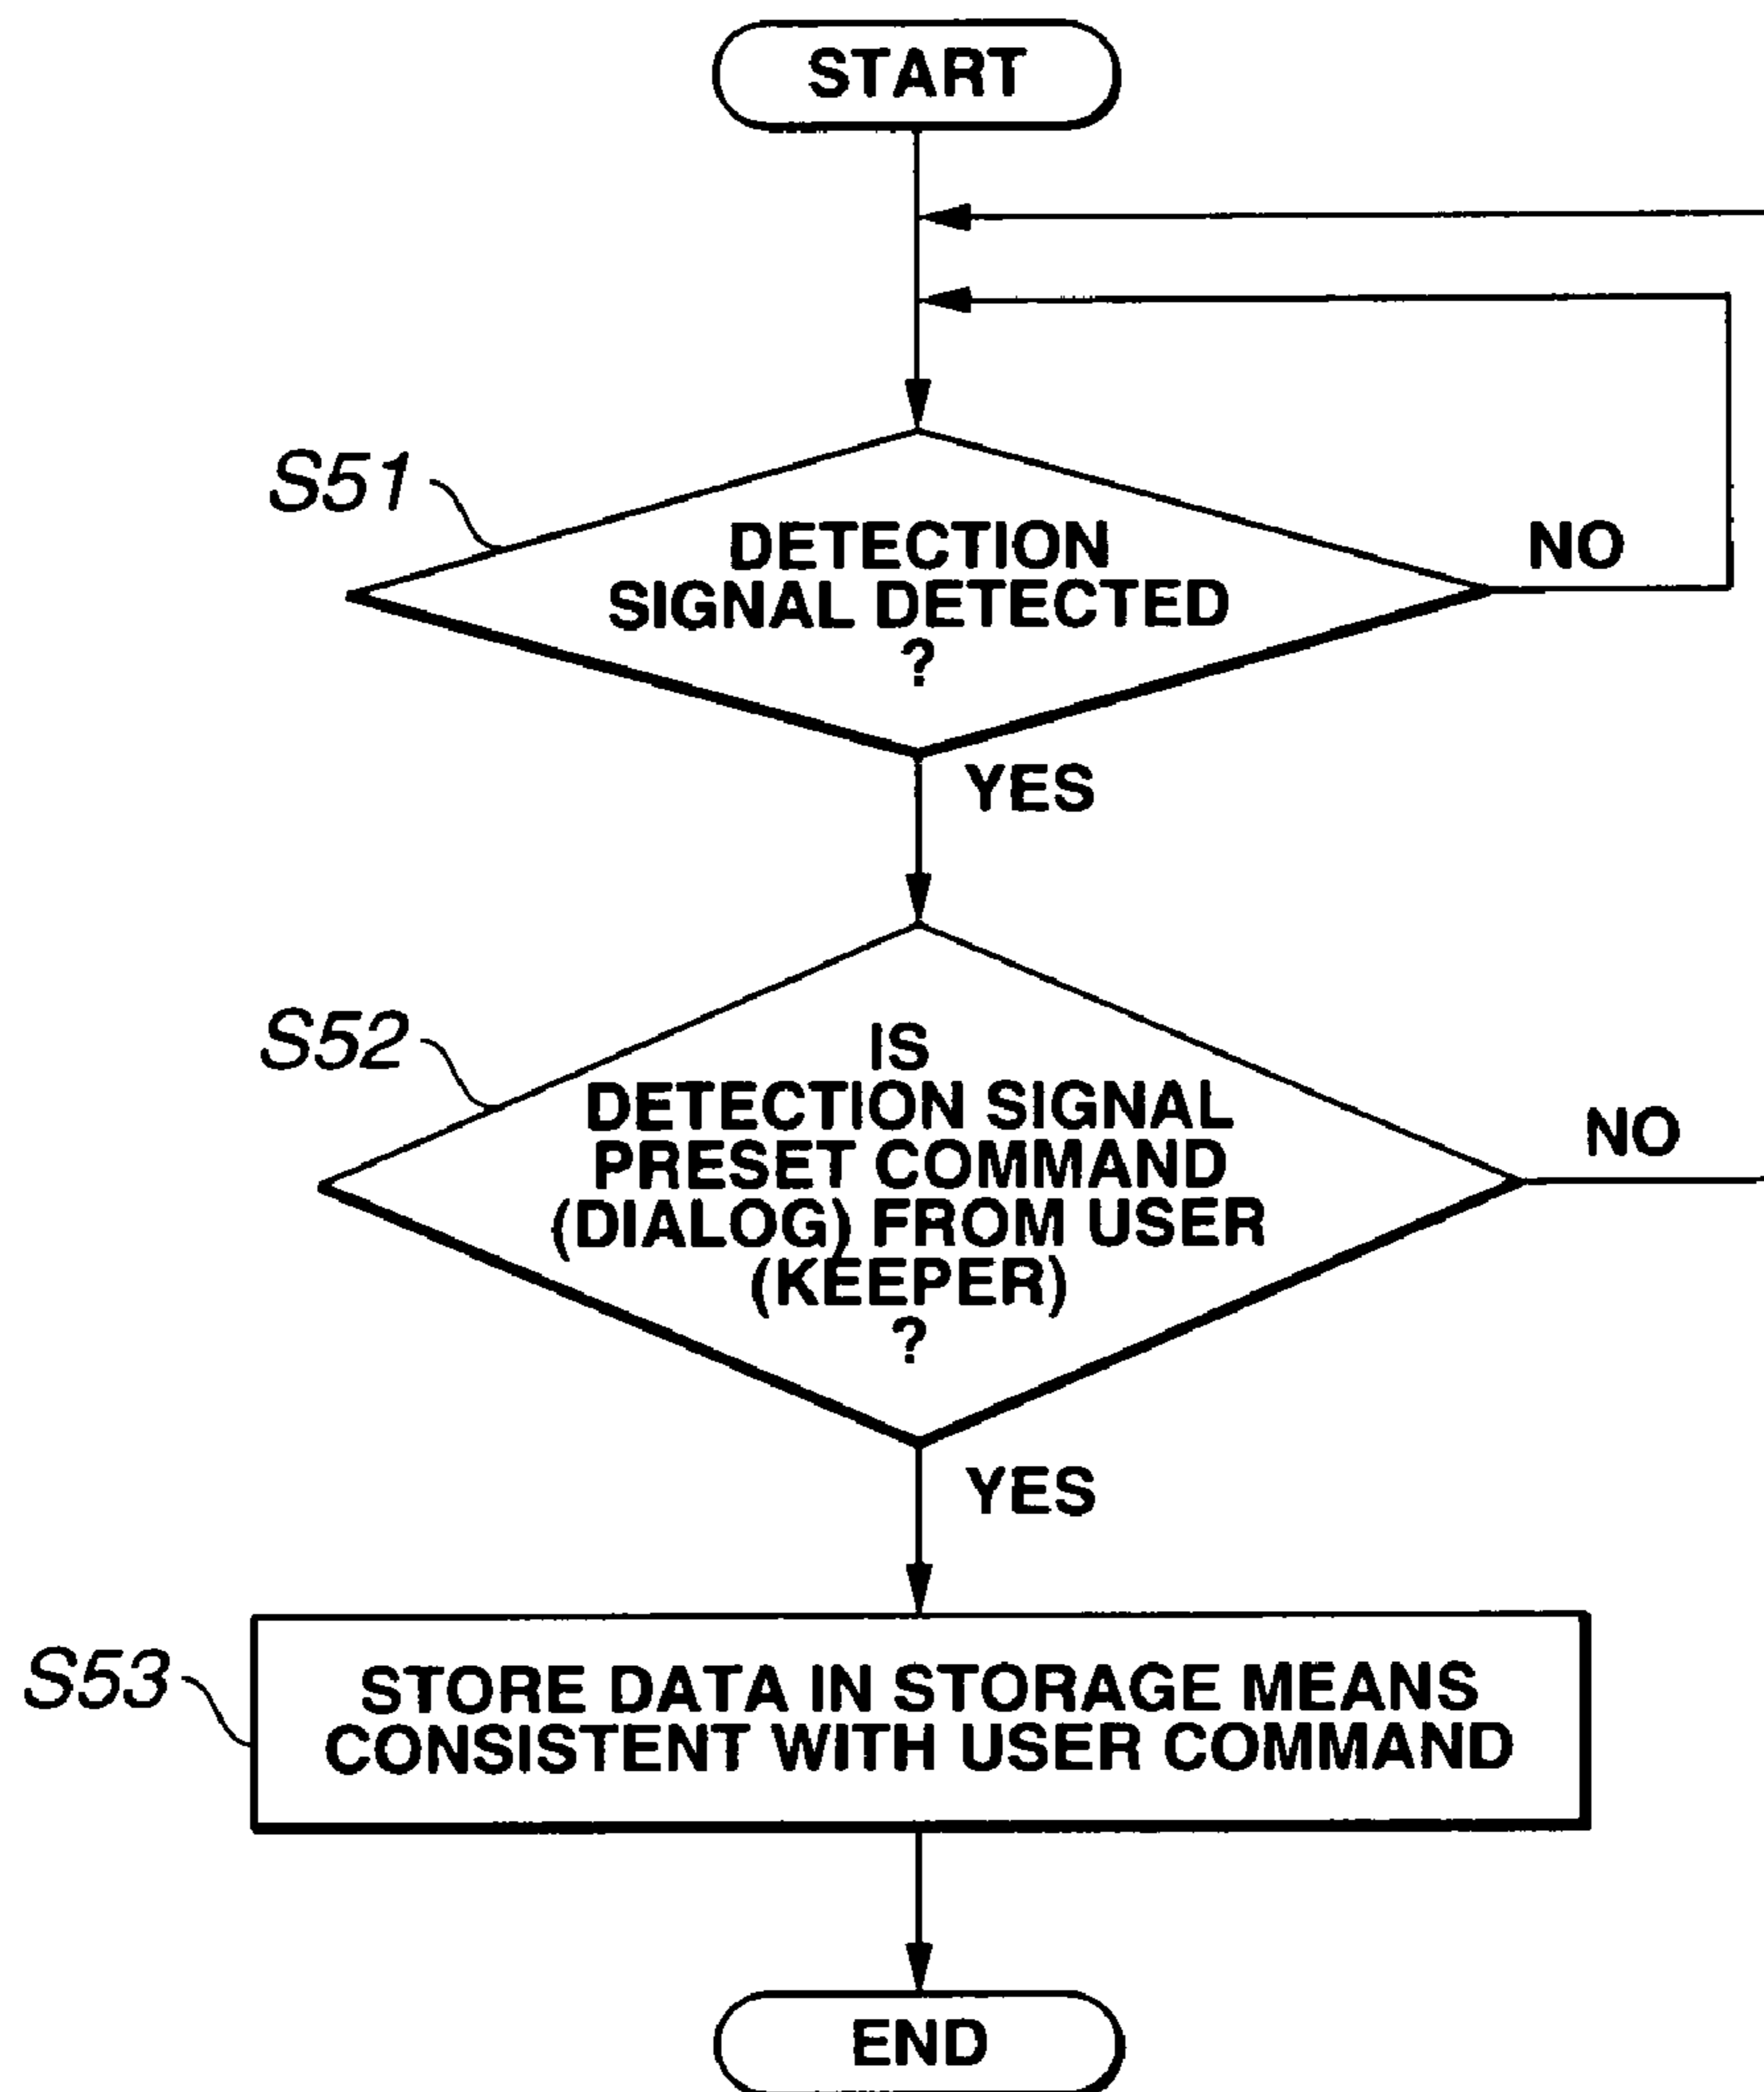 START
S51
DETECTION
SIGNAL DETECTED
?
NO
YES
S52
IS
DETECTION SIGNAL
PRESET COMMAND
(DIALOG) FROM USER
(KEEPER)
?
NO
YES
S53
STORE DATA IN STORAGE MEANS
CONSISTENT WITH USER COMMAND
END